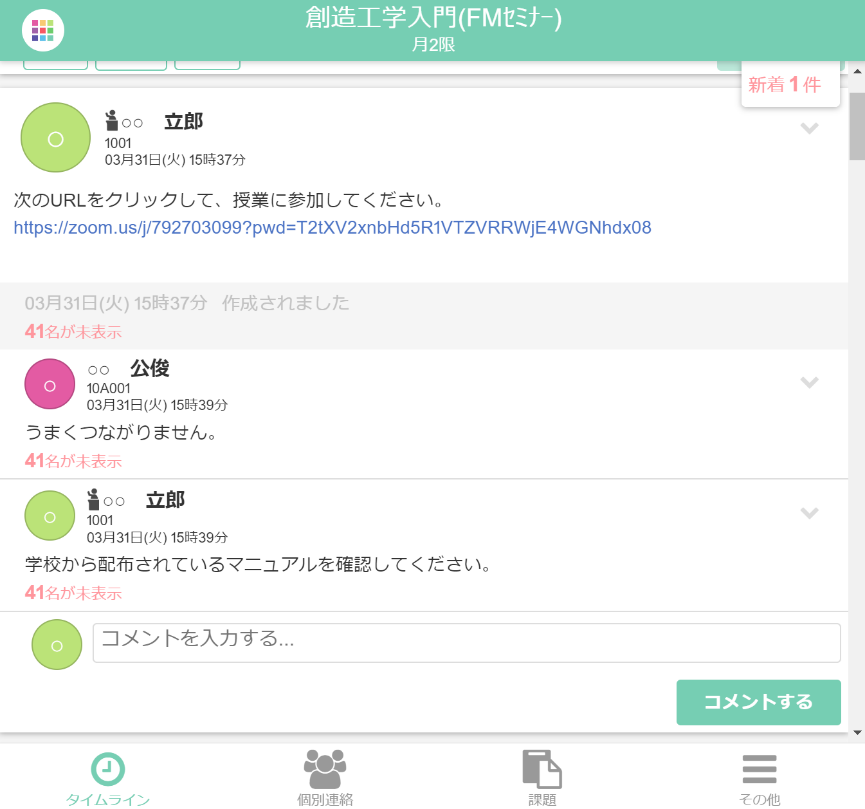 創造工学入門(FMｾﾐﾅｰ)
月2限
新着1件
○
○○　立郎
1001
03月31日(火) 15時37分
次のURLをクリックして、授業に参加してください。
https://zoom.us/j/792703099?pwd=T2tXV2xnbHd5R1VTZVRRWjE4WGNhdx08
03月31日(火) 15時37分　作成されました
41名が未表示
○
○○　公俊
10A001
03月31日(火) 15時39分
うまくつながりません。
41名が未表示
○
○○　立郎
1001
03月31日(火) 15時39分
学校から配布されているマニュアルを確認してください。
41名が未表示
○
コメントを入力する...
コメントする
タイムライン
個別連絡
課題
その他